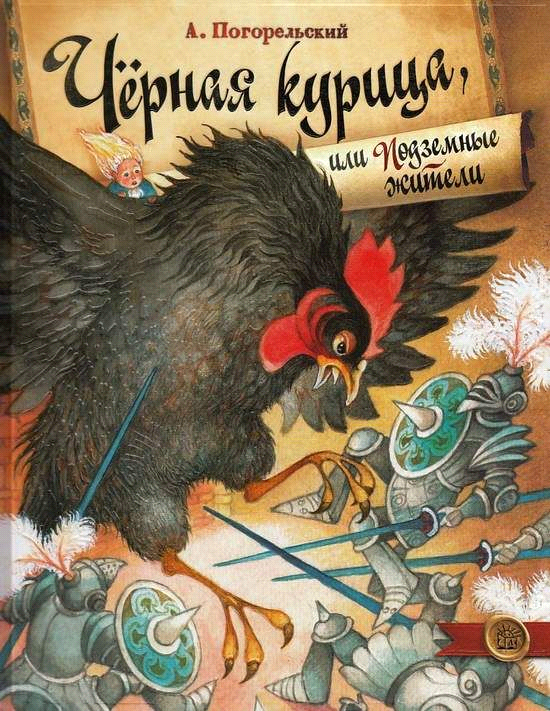 А. Погорельский
Чёрная курица,
или Подземные
жители